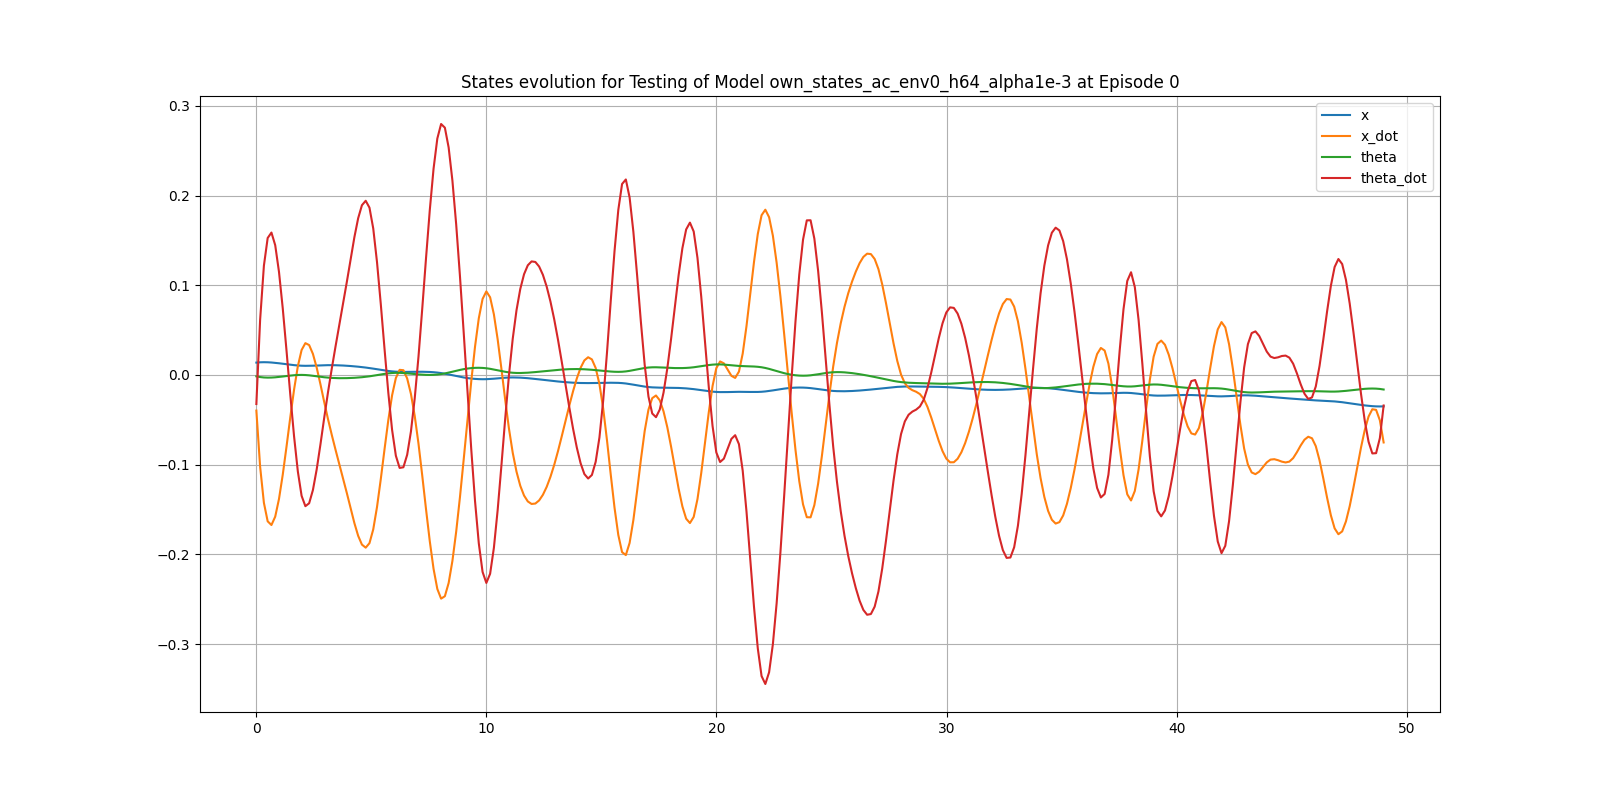 States evolution for Testing of Model own_states_ac_env0_h64_alpha1e-3 at Episode 0
x
x_dot
theta
theta_dot
0.3
0.2
0.1
0.0
−0.1
−0.2
−0.3
0 10 20 30 40 50